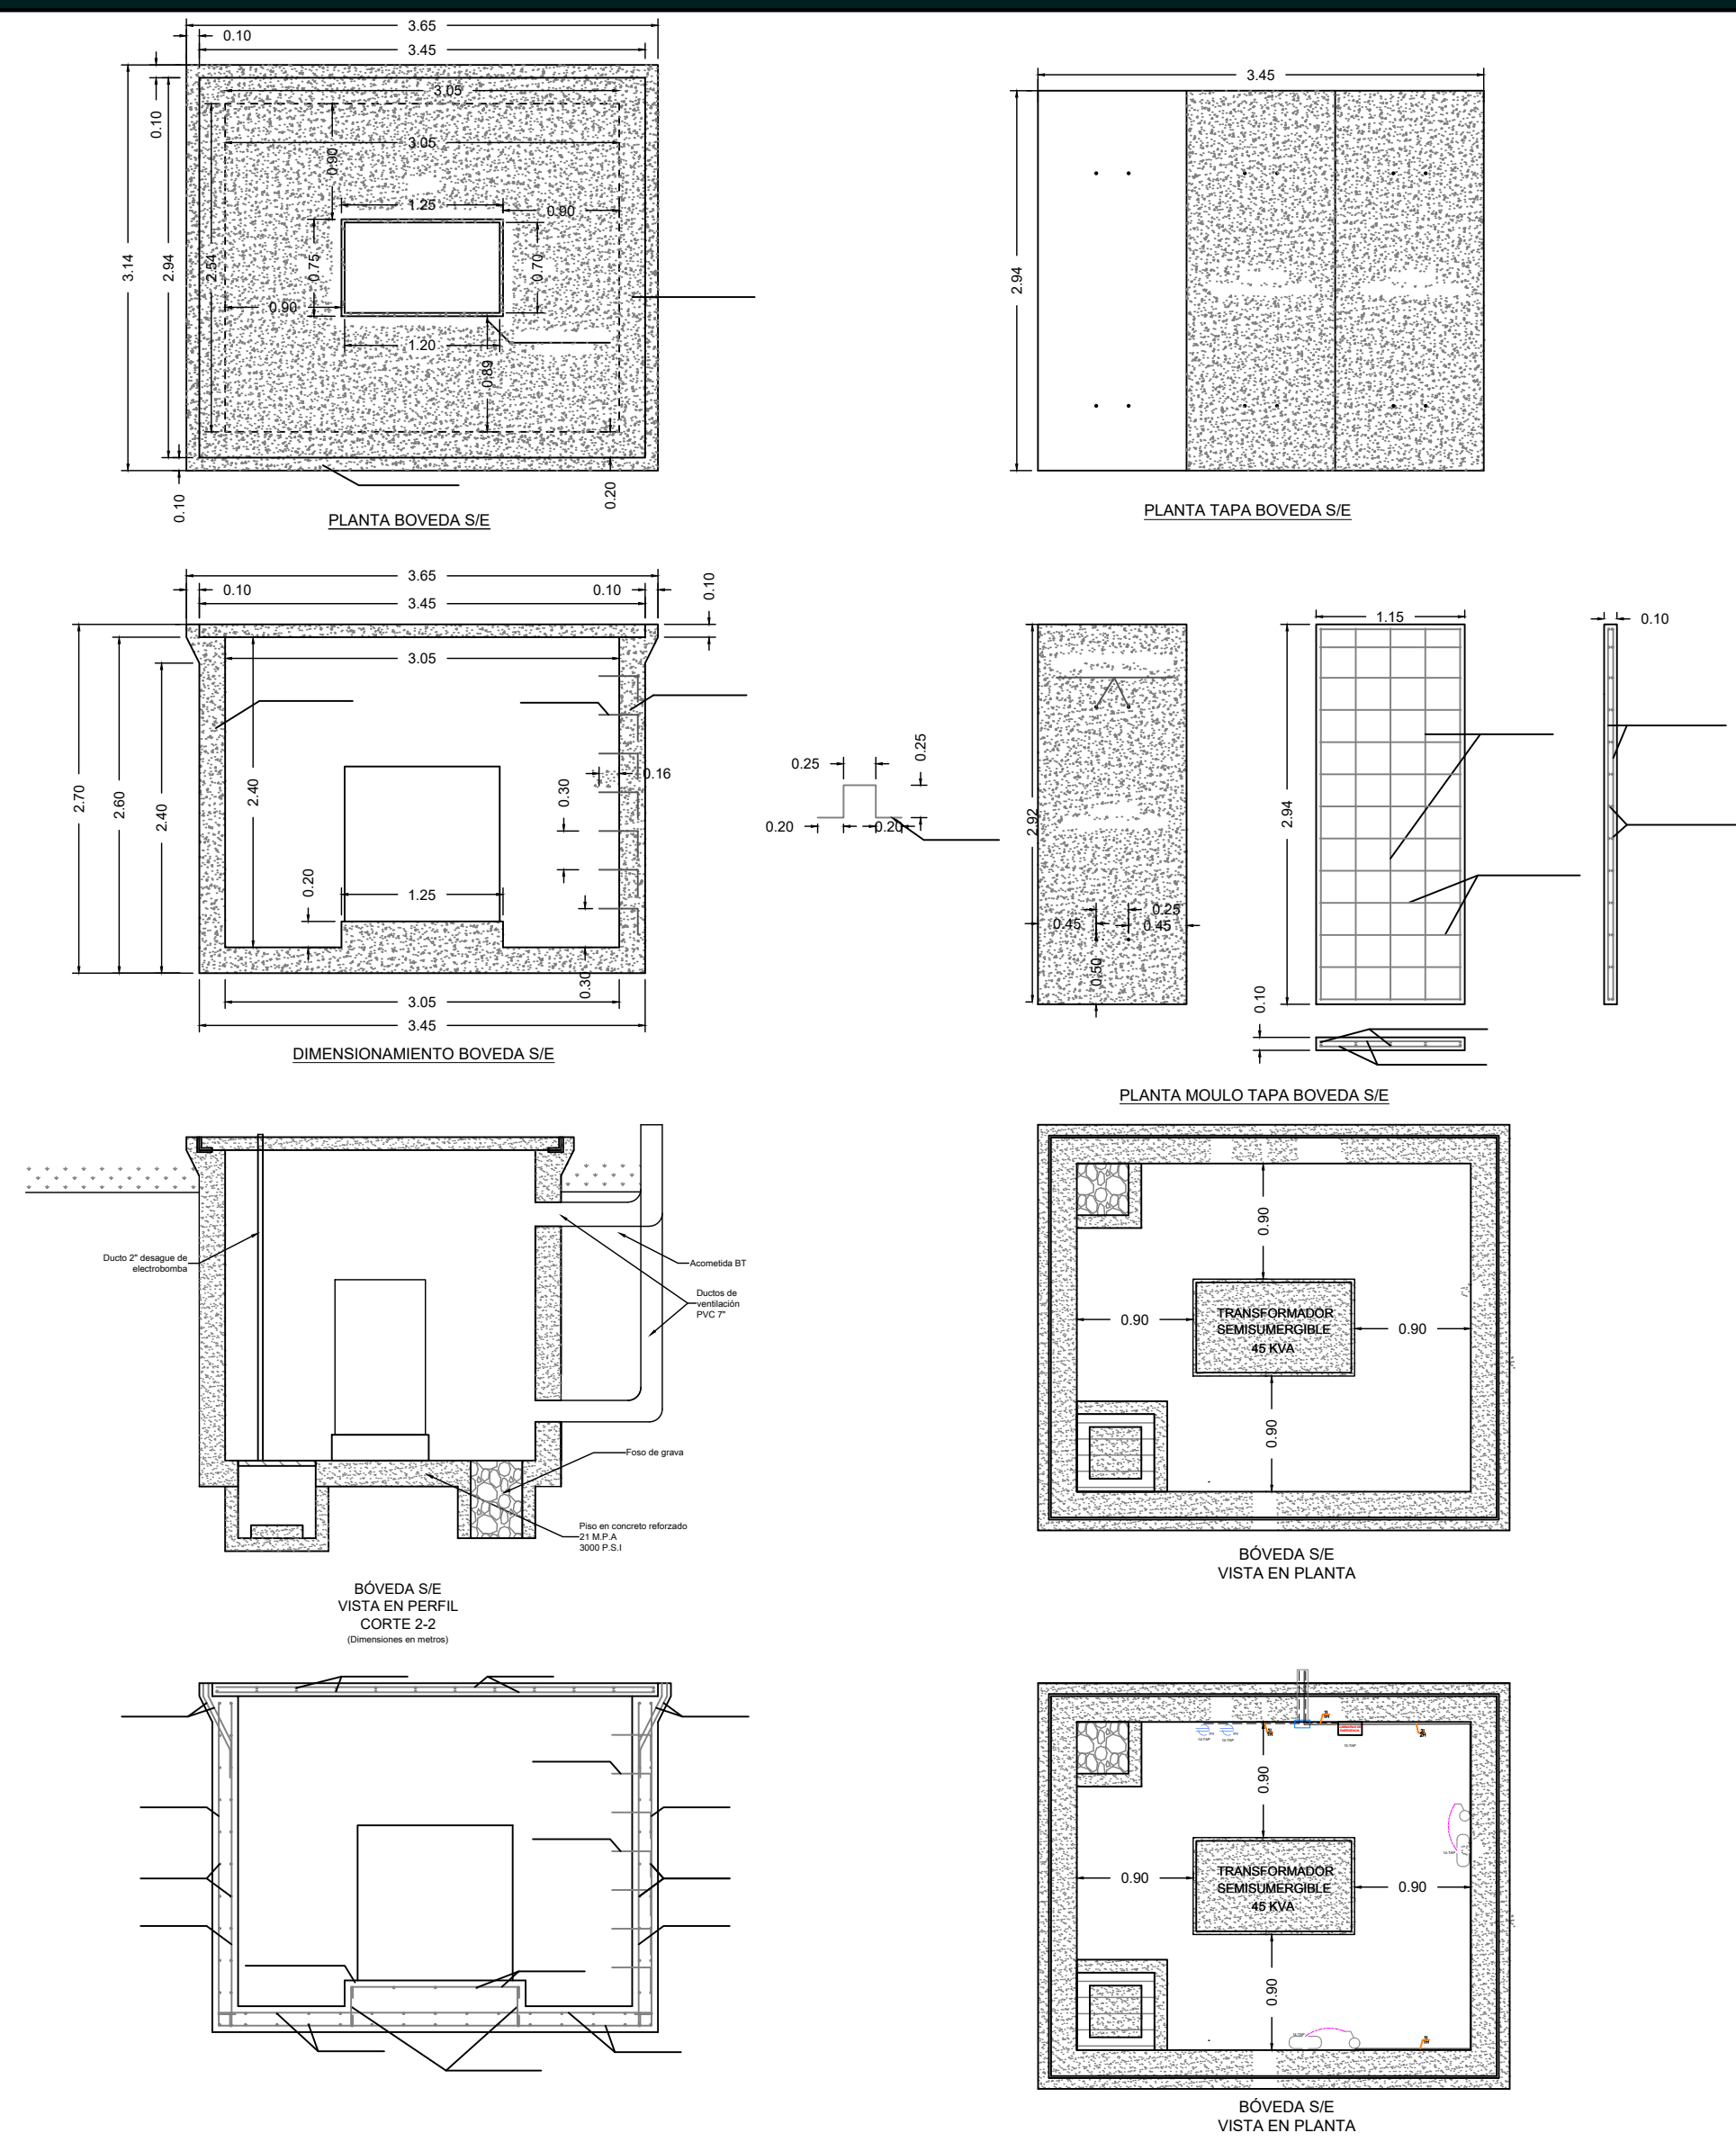 3.65
0.10
3.45
3.05
3.05
0.10
0.90
1.25
0.90
3.14
2.94
2.54
0.75
0.70
0.90
1.20
0.89
0.10
0.20
PLANTA BOVEDA S/E
3.45
2.94
PLANTA TAPA BOVEDA S/E
3.65
0.10
0.10
0.10
3.45
3.05
2.70
2.60
2.40
2.40
0.16
0.30
0.20
1.25
0.30
3.05
3.45
DIMENSIONAMIENTO BOVEDA S/E
0.25
0.25
0.20
0.20
2.92
0.25
0.45
0.45
0.50
1.15
2.94
0.10
0.10
PLANTA MOULO TAPA BOVEDA S/E
Ducto 2" desague de
electrobomba
Acometida BT
Ductos de
ventilación
PVC 7"
Foso de grava
Piso en concreto reforzado
21 M.P.A
3000 P.S.I
BÓVEDA S/E
VISTA EN PERFIL
CORTE 2-2
(Dimensiones en metros)
0.90
0.90
TRANSFORMADOR
SEMISUMERGIBLE
45 KVA
0.90
0.90
BÓVEDA S/E
VISTA EN PLANTA
0.90
0.90
TRANSFORMADOR
SEMISUMERGIBLE
45 KVA
0.90
0.90
BÓVEDA S/E
VISTA EN PLANTA